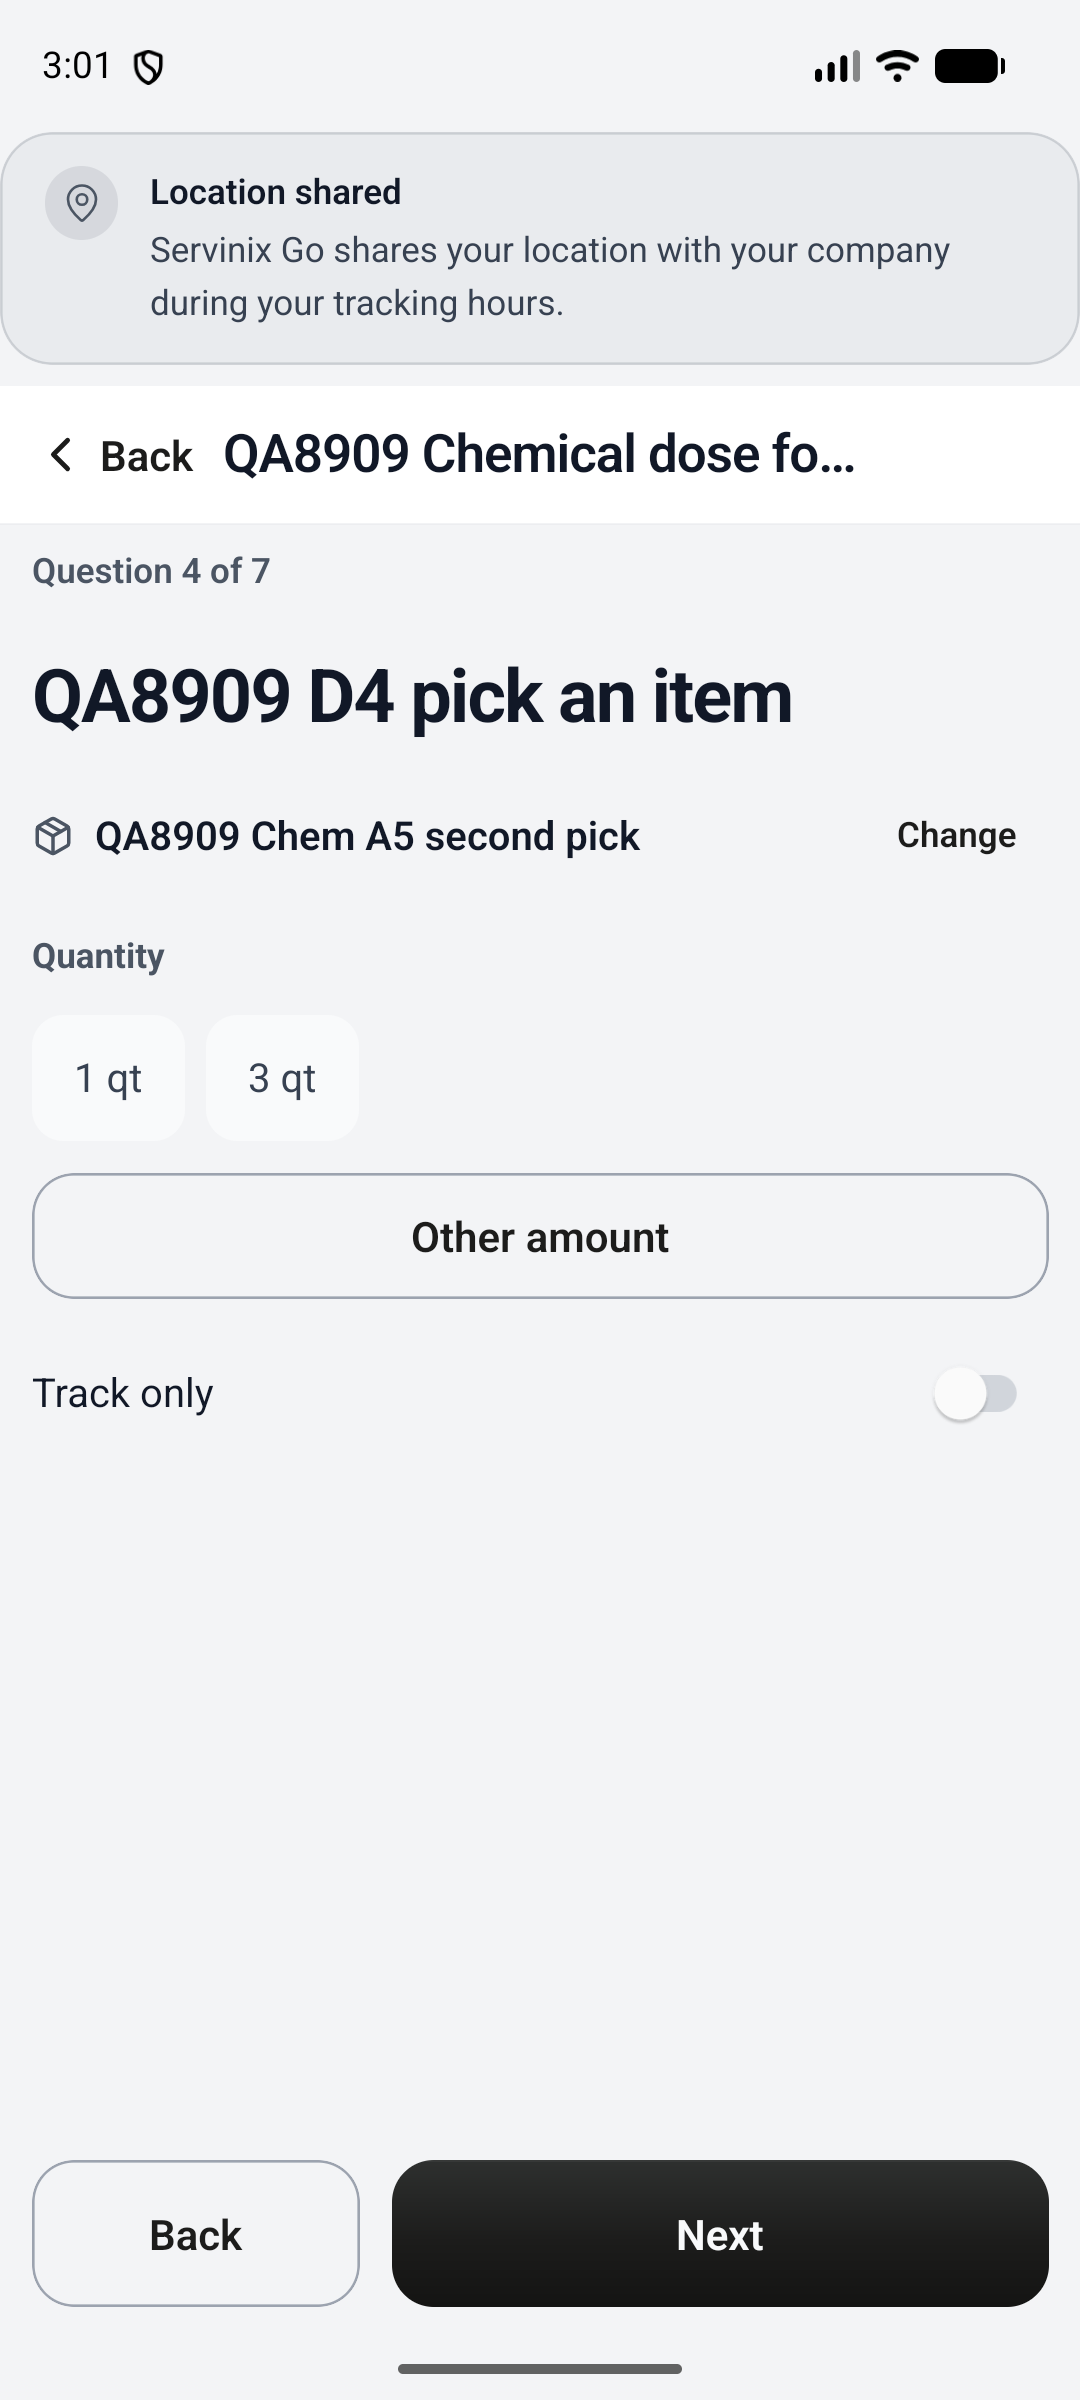 3:01
Location shared
Servinix Go shares your location with your company
during your tracking hours.
Back QA8909 Chemical dose fo...
Question 4 of 7
QA8909 D4 pick an item
QA8909 Chem A5 second pick Change
Quantity
1 qt 3 qt
Other amount
Track only
Back Next